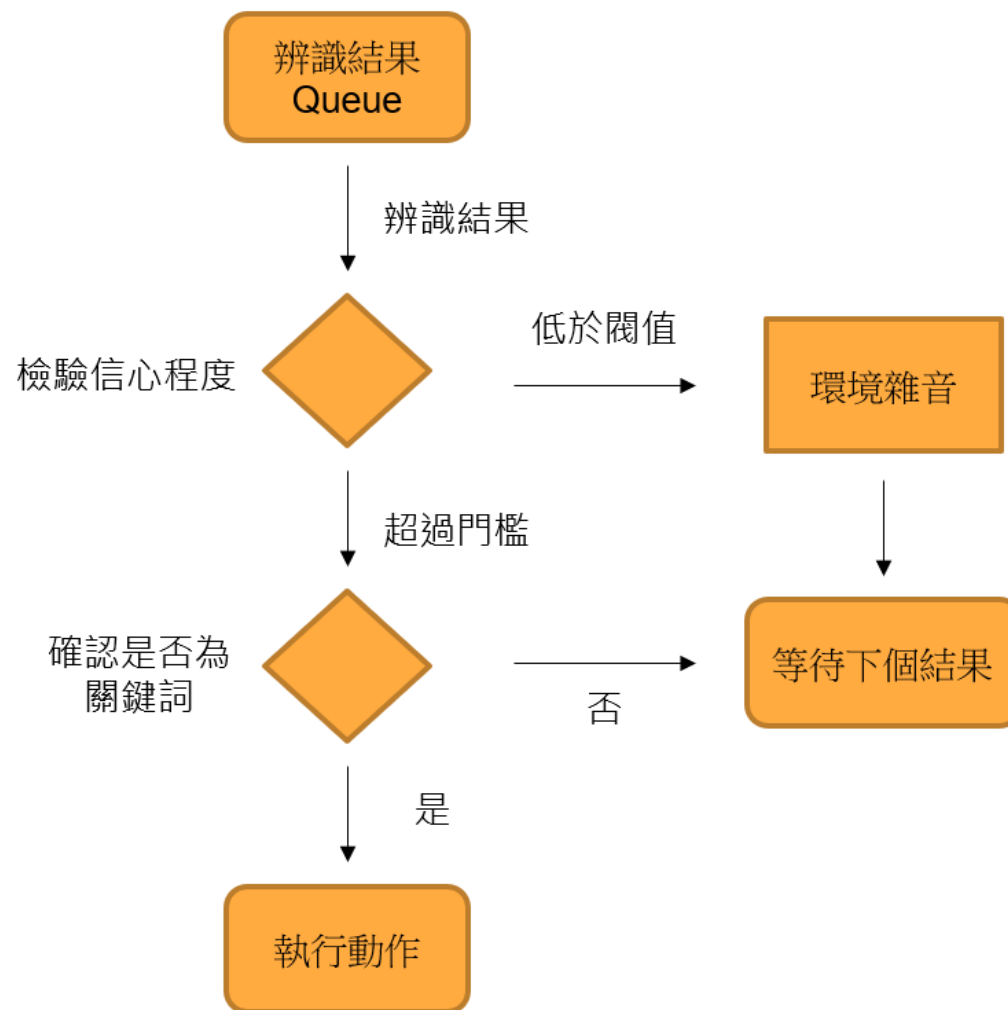 辨識結果
Queue
辨識結果
低於閥值
檢驗信心程度
環境雜音
超過門檻
確認是否為
關鍵詞
等待下個結果
否
是
執行動作